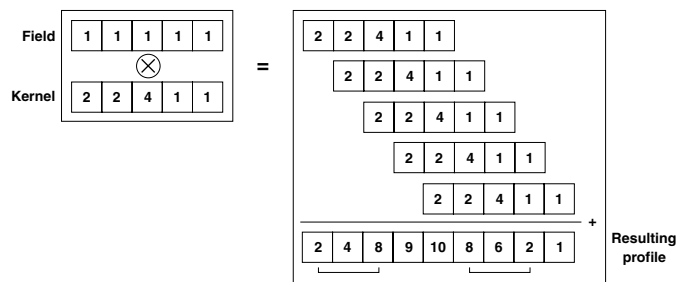 Field 1 1 1 1 1
⊗
Kernel 2 2 4 1 1
=
2 2 4 1 1
2 2 4 1 1
2 2 4 1 1
2 2 4 1 1
2 2 4 1 1
+
2 4 8 9 10 8 6 2 1
Resulting
profile